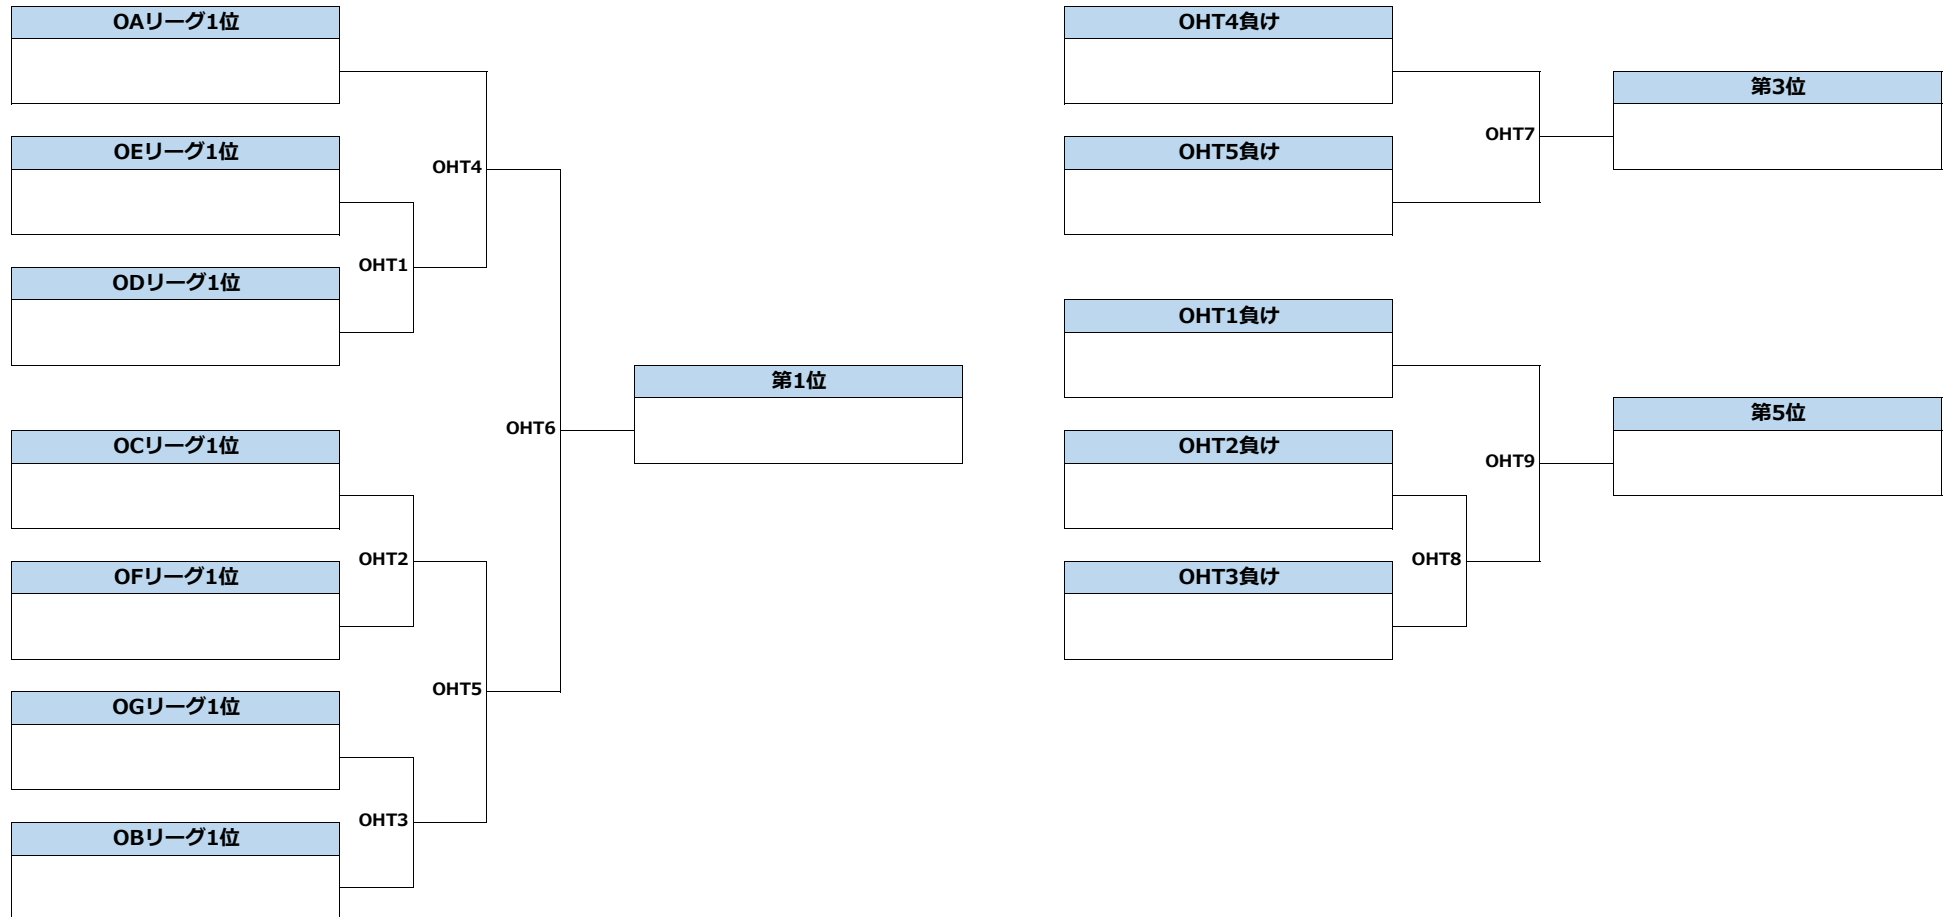 OAリーグ1位
OEリーグ1位
OHT4
ODリーグ1位
OHT1
第1位
OHT6
OCリーグ1位
OFリーグ1位
OHT2
OGリーグ1位
OHT5
OBリーグ1位
OHT3
OHT4負け
第3位
OHT7
OHT5負け
OHT1負け
第5位
OHT2負け
OHT9
OHT3負け
OHT8